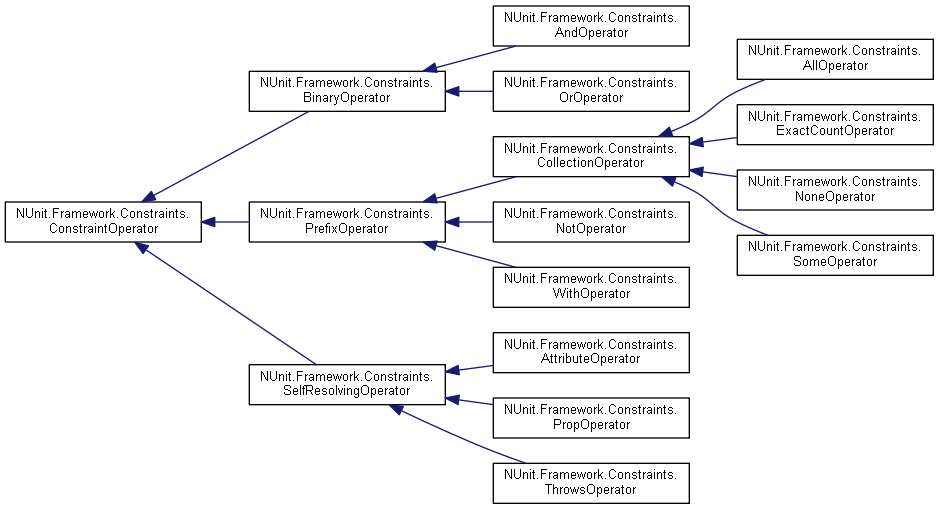 NUnit.Framework.Constraints.
AndOperator
NUnit.Framework.Constraints.
AllOperator
NUnit.Framework.Constraints.
BinaryOperator
NUnit.Framework.Constraints.
OrOperator
NUnit.Framework.Constraints.
ExactCountOperator
NUnit.Framework.Constraints.
CollectionOperator
NUnit.Framework.Constraints.
NoneOperator
NUnit.Framework.Constraints.
ConstraintOperator
NUnit.Framework.Constraints.
PrefixOperator
NUnit.Framework.Constraints.
NotOperator
NUnit.Framework.Constraints.
SomeOperator
NUnit.Framework.Constraints.
WithOperator
NUnit.Framework.Constraints.
AttributeOperator
NUnit.Framework.Constraints.
SelfResolvingOperator
NUnit.Framework.Constraints.
PropOperator
NUnit.Framework.Constraints.
ThrowsOperator